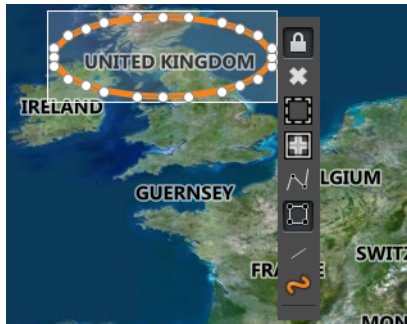 UNITED KINGDOM
IRELAND
LGIUM
GUERNSEY
SWITZ
FRA E
MON